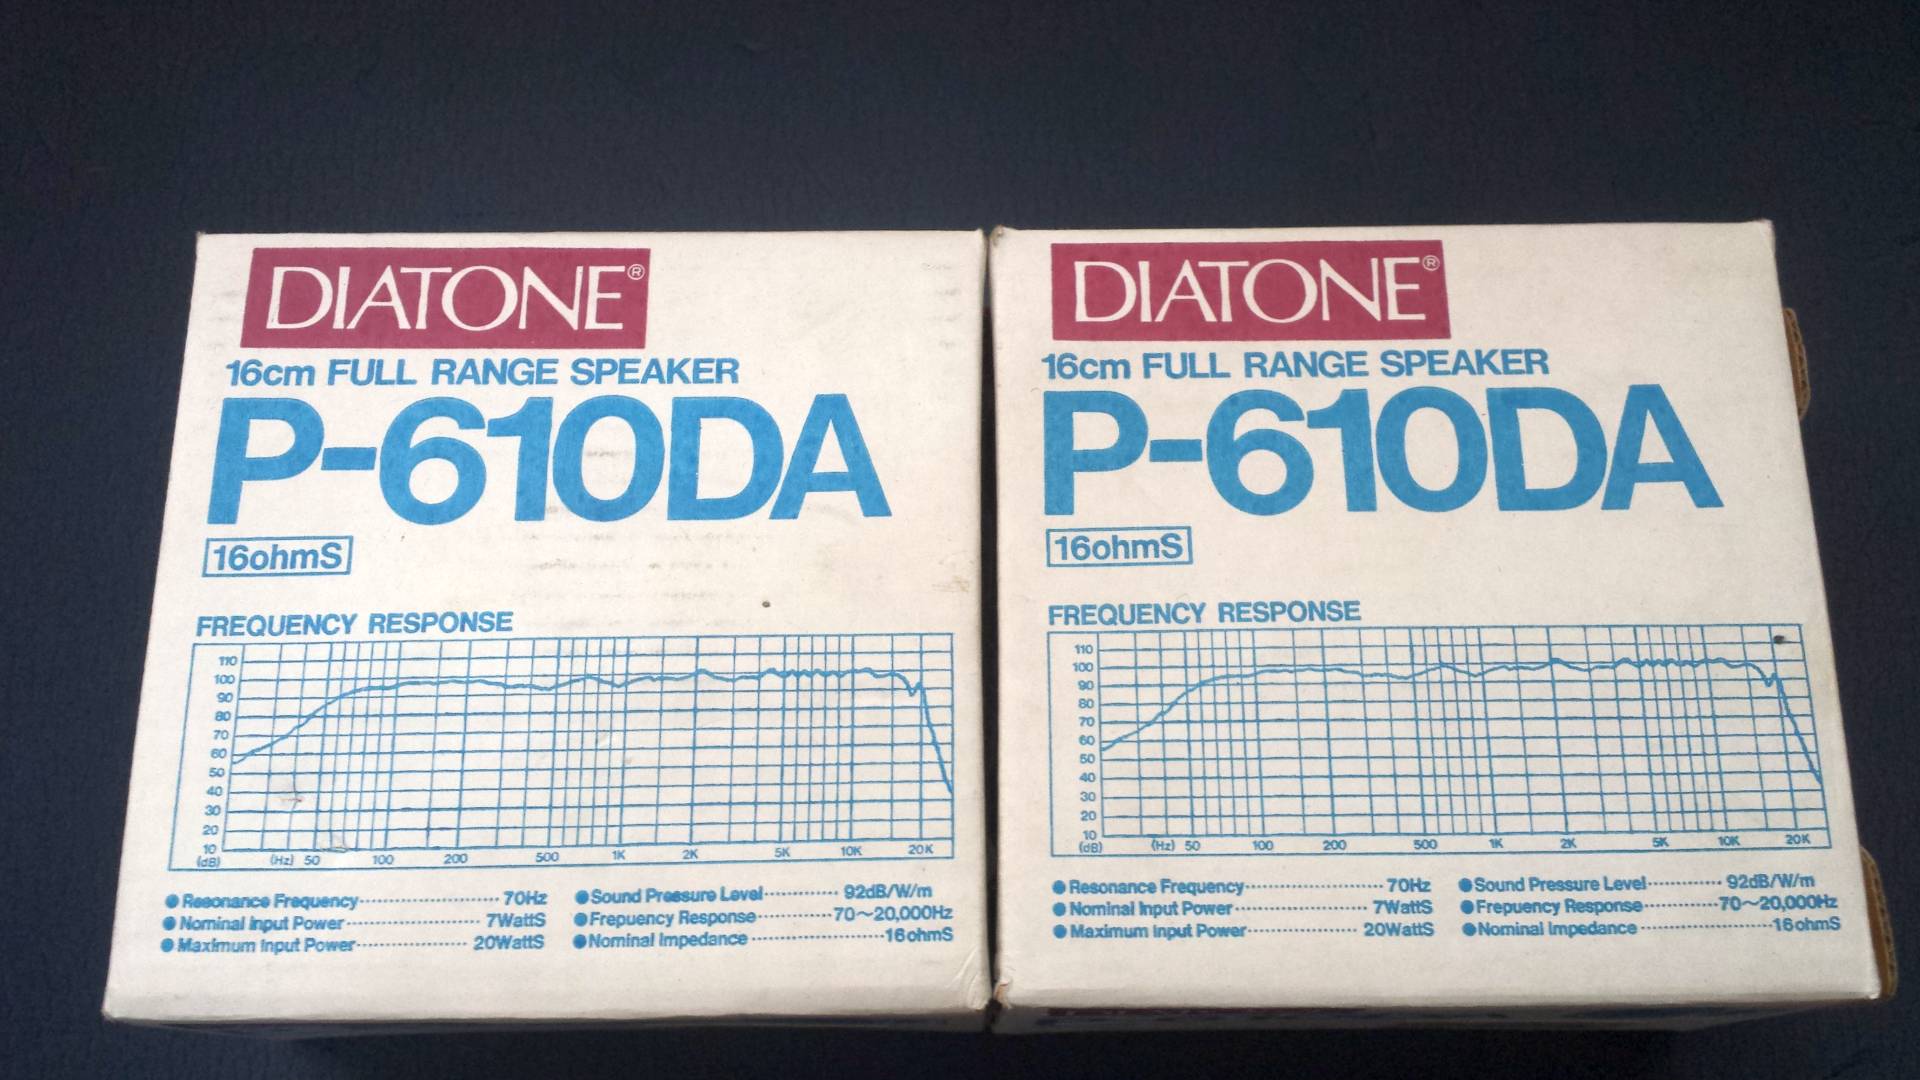 DIATONE®
16cm FULL RANGE SPEAKER
P-610DA
16ohmS
FREQUENCY RESPONSE
110
100
90
80
70
60
50
40
30
20
10
(dB) (Hz) 50 100 200 500 1K 2K 5K 10K 20K
●Resonance Frequency 70Hz ●Sound Pressure Level 92dB/W/m
●Nominal Input Power 7WattS ●Frepuency Response 70～20,000Hz
●Maximum Input Power 20WattS ●Nominal Impedance 16ohmS
DIATONE®
16cm FULL RANGE SPEAKER
P-610DA
16ohmS
FREQUENCY RESPONSE
110
100
90
80
70
60
50
40
30
20
10
(dB) (Hz) 50 100 200 500 1K 2K 5K 10K 20K
●Resonance Frequency 70Hz ●Sound Pressure Level 92dB/W/m
●Nominal Input Power 7WattS ●Frepuency Response 70～20,000Hz
●Maximum Input Power 20WattS ●Nominal Impedance 16ohmS